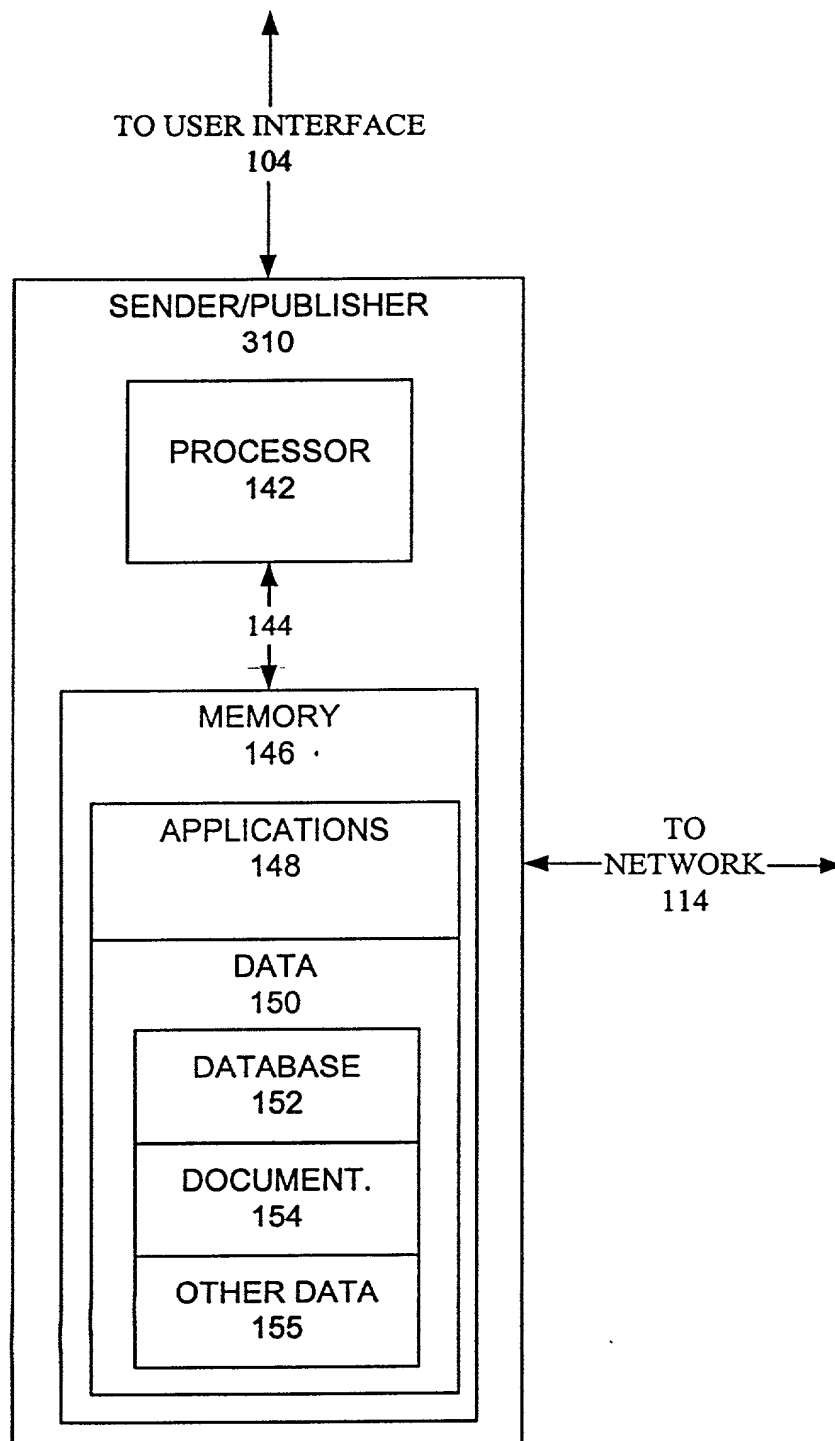 TO USER INTERFACE
104
SENDER/PUBLISHER
310
PROCESSOR
142
144
MEMORY
146
APPLICATIONS
148
TO
NETWORK
114
DATA
150
DATABASE
152
DOCUMENT.
154
OTHER DATA
155